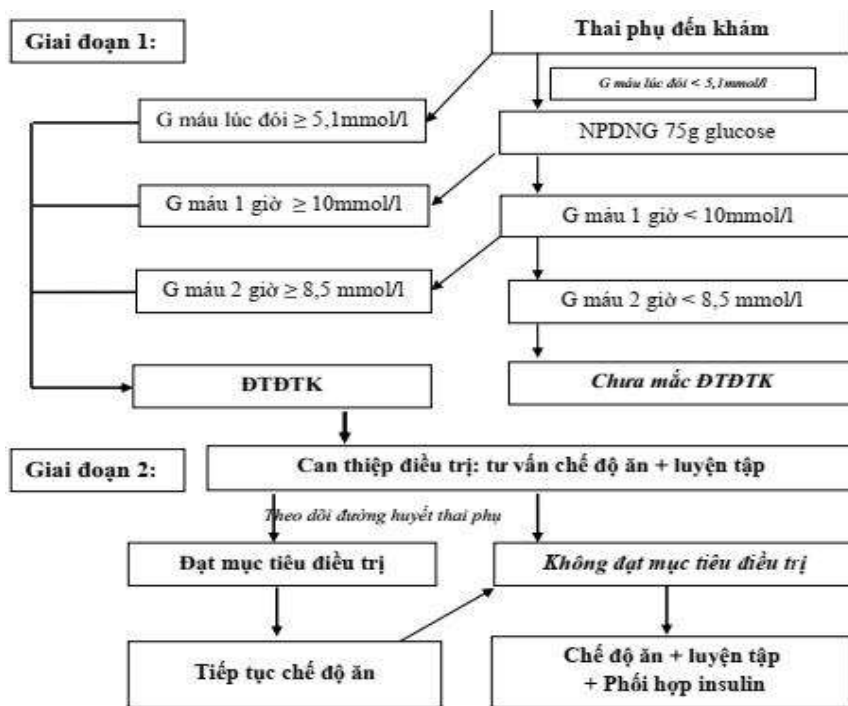 Giai đoạn 1:
Thai phụ đến khám
G máu lúc đói < 5,1mmol/l
G máu lúc đói ≥ 5,1mmol/l
NPDNG 75g glucose
G máu 1 giờ ≥ 10mmol/l
G máu 1 giờ < 10mmol/l
G máu 2 giờ ≥ 8,5 mmol/l
G máu 2 giờ < 8,5 mmol/l
ĐTĐTK
Chưa mắc ĐTĐTK
Giai đoạn 2:
Can thiệp điều trị: tư vấn chế độ ăn + luyện tập
Theo dõi đường huyết thai phụ
Đạt mục tiêu điều trị
Không đạt mục tiêu điều trị
Tiếp tục chế độ ăn
Chế độ ăn + luyện tập
+ Phối hợp insulin